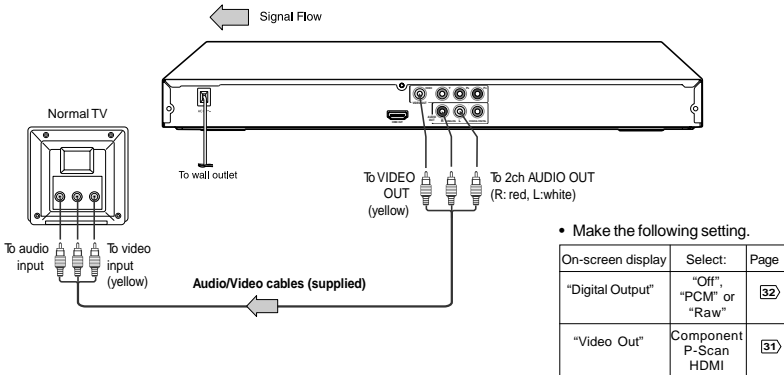 Signal Flow
Normal TV
To wall outlet
To VIDEO
OUT
(yellow)
To 2ch AUDIO OUT
(R: red, L:white)
To audio
input
To video
input
(yellow)
Audio/Video cables (supplied)
• Make the following setting.
On-screen display Select: Page
“Digital Output” “Off”, “PCM” or “Raw” 32
“Video Out” Component P-Scan HDMI 31